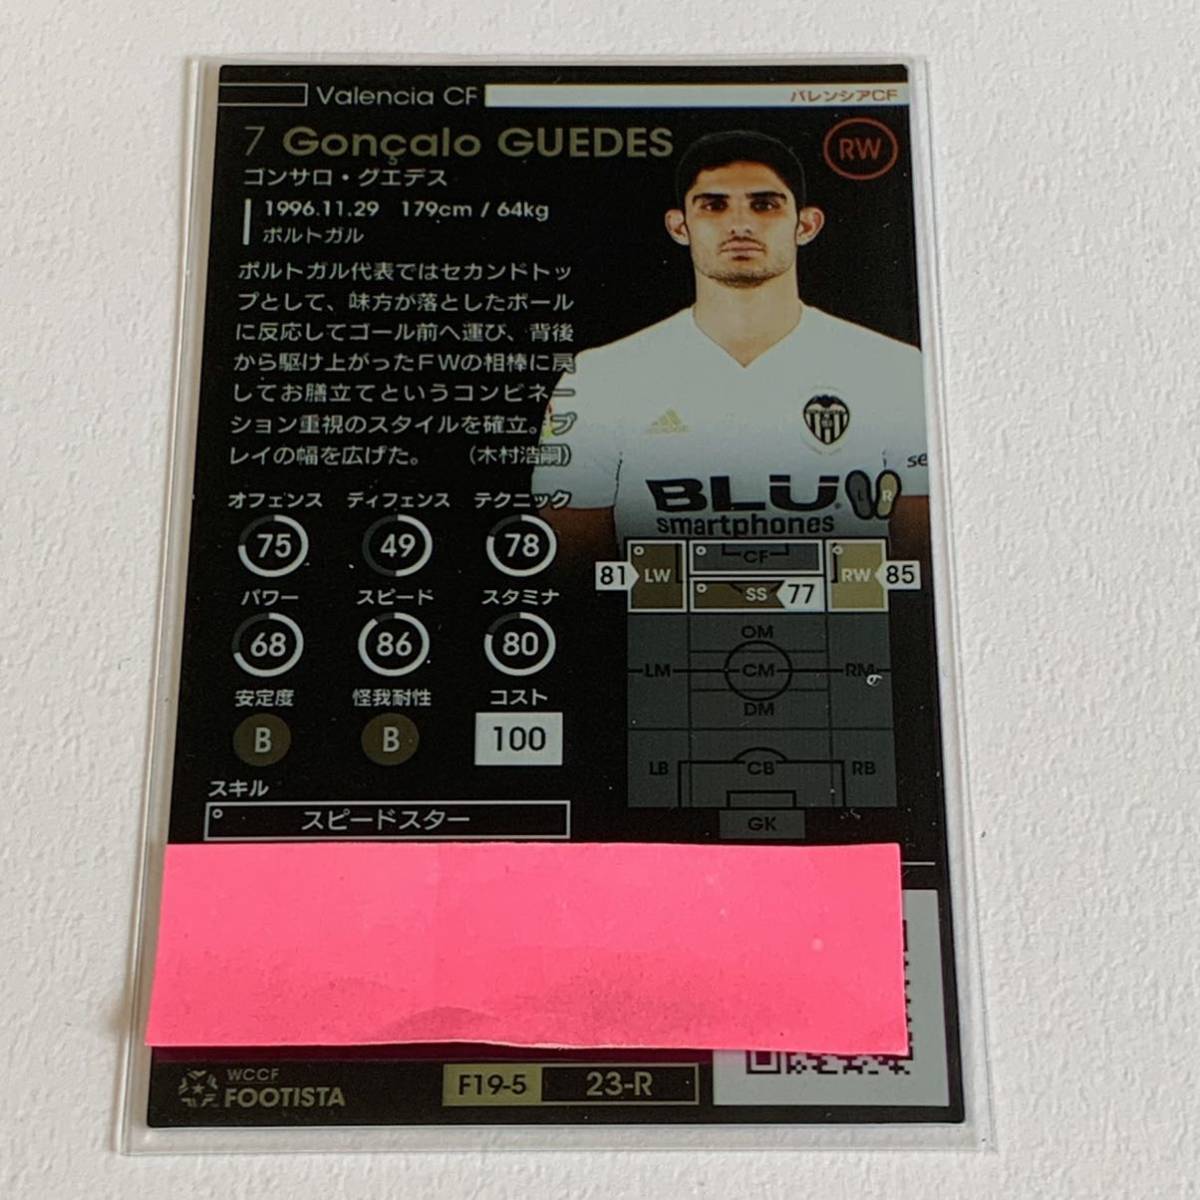 Valencia CF
バレンシアCF
7 Gonçalo GUEDES
RW
ゴンサロ・グエデス
1996.11.29 179cm / 64kg
ポルトガル
ポルトガル代表ではセカンドトッ
プとして、味方が落としたボール
に反応してゴール前へ運び、背後
から駆け上がったFWの相棒に戻
してお膳立てというコンビネー
ション重視のスタイルを確立。プ
レイの幅を広げた。 （木村浩嗣）
adidas
BLU
smartphones
se
L R
オフェンス ディフェンス テクニック
75 49 78
パワー スピード スタミナ
68 86 80
安定度 怪我耐性 コスト
B B 100
CF
81 LW RW 85
SS 77
OM
LM CM RM
DM
LB CB RB
GK
スキル
スピードスター
WCCF
FOOTISTA
F19-5 23-R